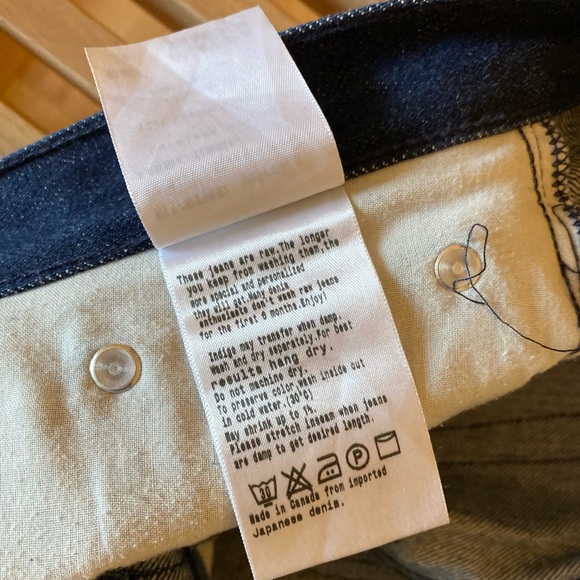 These jeans are raw.The longer
you keep from washing them,the
more special and personalized
they will get.Many denim
enthusiasts don't wash raw jeans
for the first 6 months.Enjoy!
Indigo may transfer when damp.
Wash and dry separately.For best
results hang dry.
Do not machine dry.
To preserve color,wash inside out
in cold water (30°C)
May shrink up to 1%.
Please stretch inseam when jeans
are damp to get desired length.
30 P
Made in Canada from imported
Japanese denim.